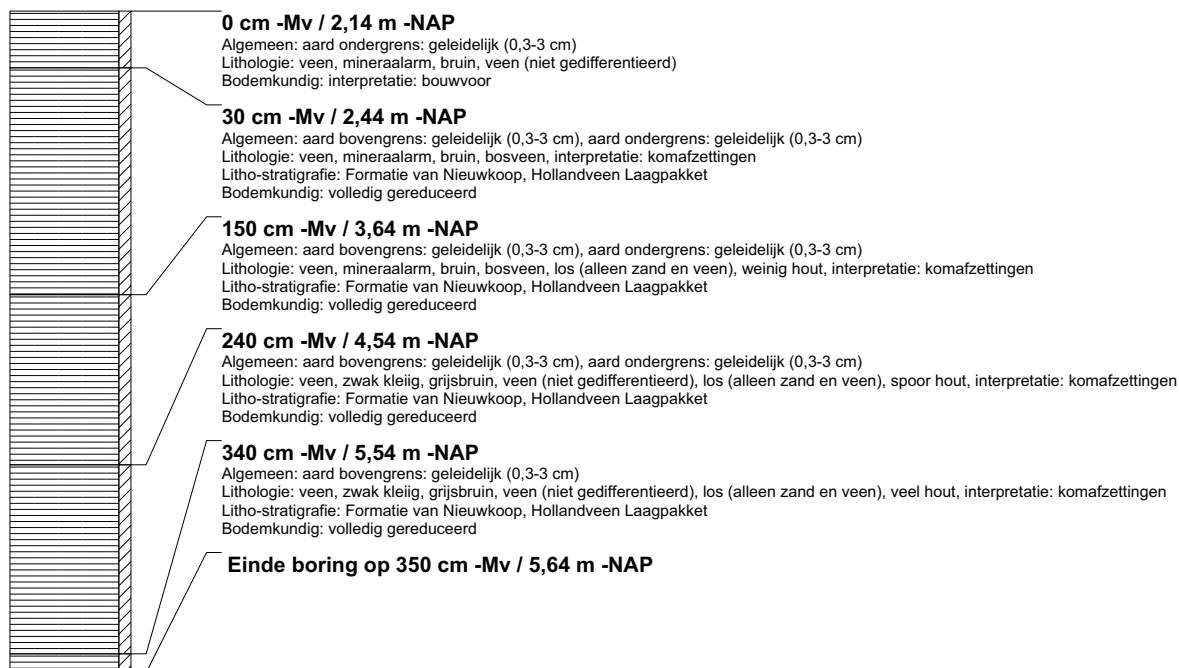 0 cm -Mv / 2,14 m -NAP
Algemeen: aard ondergrens: geleidelijk (0,3-3 cm)
Lithologie: veen, mineraalarm, bruin, veen (niet gedifferentieerd)
Bodemkundig: interpretatie: bouwvoor
30 cm -Mv / 2,44 m -NAP
Algemeen: aard bovengrens: geleidelijk (0,3-3 cm), aard ondergrens: geleidelijk (0,3-3 cm)
Lithologie: veen, mineraalarm, bruin, bosveen, interpretatie: komafzettingen
Litho-stratigrafie: Formatie van Nieuwkoop, Hollandveen Laagpakket
Bodemkundig: volledig gereduceerd
150 cm -Mv / 3,64 m -NAP
Algemeen: aard bovengrens: geleidelijk (0,3-3 cm), aard ondergrens: geleidelijk (0,3-3 cm)
Lithologie: veen, mineraalarm, bruin, bosveen, los (alleen zand en veen), weinig hout, interpretatie: komafzettingen
Litho-stratigrafie: Formatie van Nieuwkoop, Hollandveen Laagpakket
Bodemkundig: volledig gereduceerd
240 cm -Mv / 4,54 m -NAP
Algemeen: aard bovengrens: geleidelijk (0,3-3 cm), aard ondergrens: geleidelijk (0,3-3 cm)
Lithologie: veen, zwak kleiig, grijsbruin, veen (niet gedifferentieerd), los (alleen zand en veen), spoor hout, interpretatie: komafzettingen
Litho-stratigrafie: Formatie van Nieuwkoop, Hollandveen Laagpakket
Bodemkundig: volledig gereduceerd
340 cm -Mv / 5,54 m -NAP
Algemeen: aard bovengrens: geleidelijk (0,3-3 cm)
Lithologie: veen, zwak kleiig, grijsbruin, veen (niet gedifferentieerd), los (alleen zand en veen), veel hout, interpretatie: komafzettingen
Litho-stratigrafie: Formatie van Nieuwkoop, Hollandveen Laagpakket
Bodemkundig: volledig gereduceerd
Einde boring op 350 cm -Mv / 5,64 m -NAP